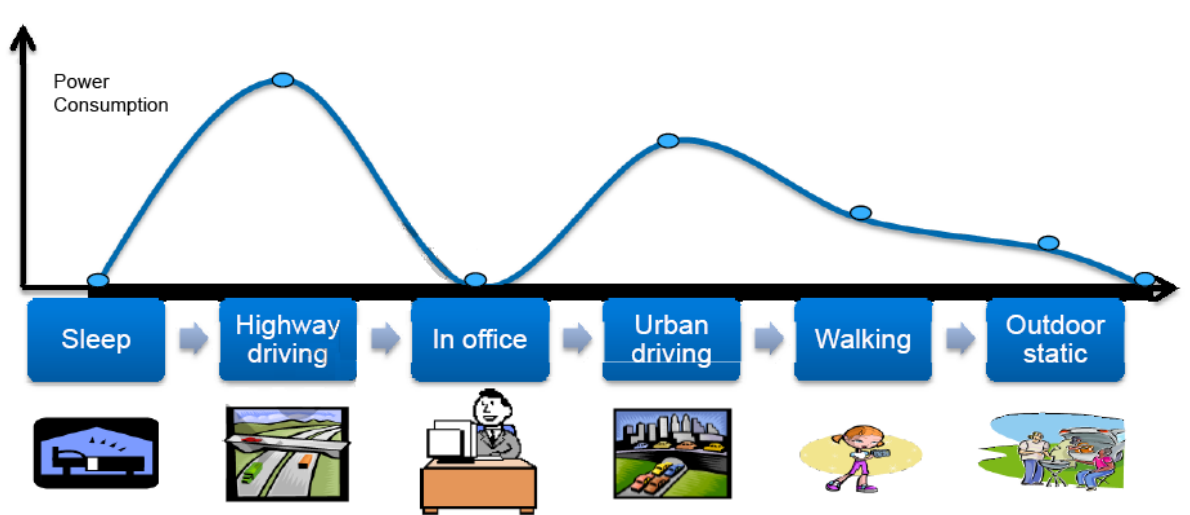 Power
Consumption
Sleep
Highway
driving
In office
Urban
driving
Walking
Outdoor
static